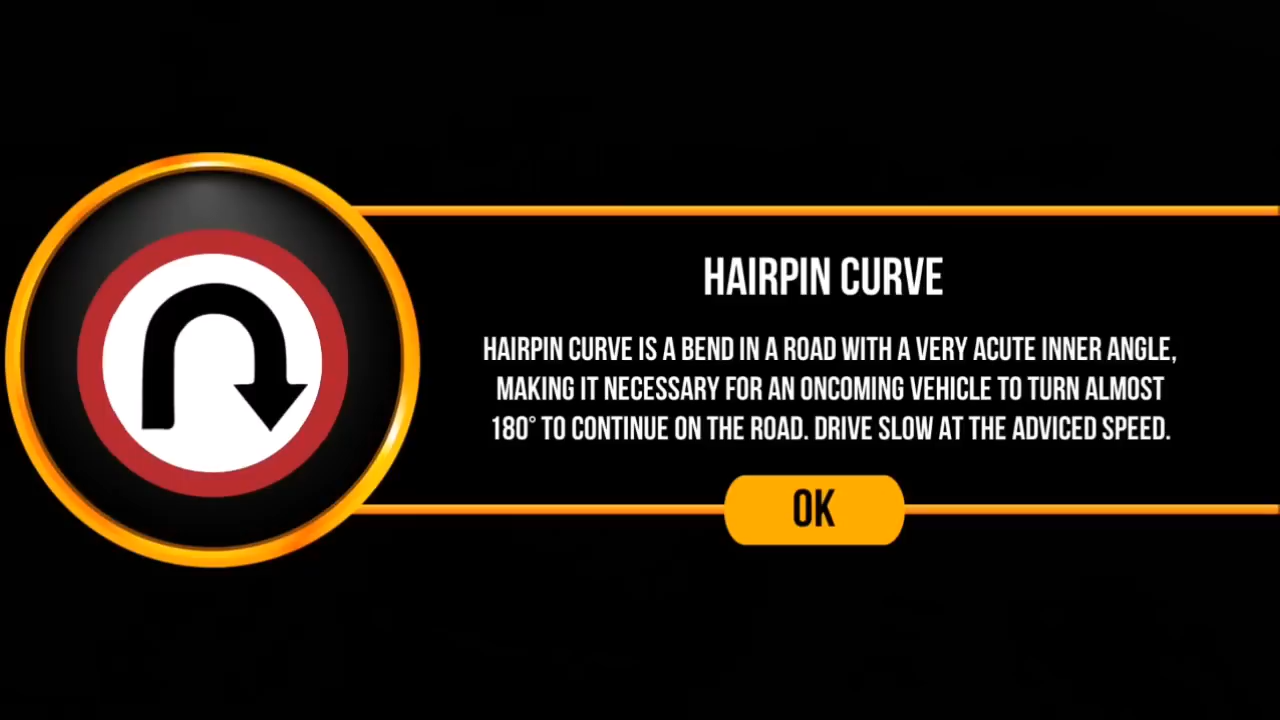 HAIRPIN CURVE
HAIRPIN CURVE IS A BEND IN A ROAD WITH A VERY ACUTE INNER ANGLE,
MAKING IT NECESSARY FOR AN ONCOMING VEHICLE TO TURN ALMOST
180° TO CONTINUE ON THE ROAD. DRIVE SLOW AT THE ADVICED SPEED.
OK